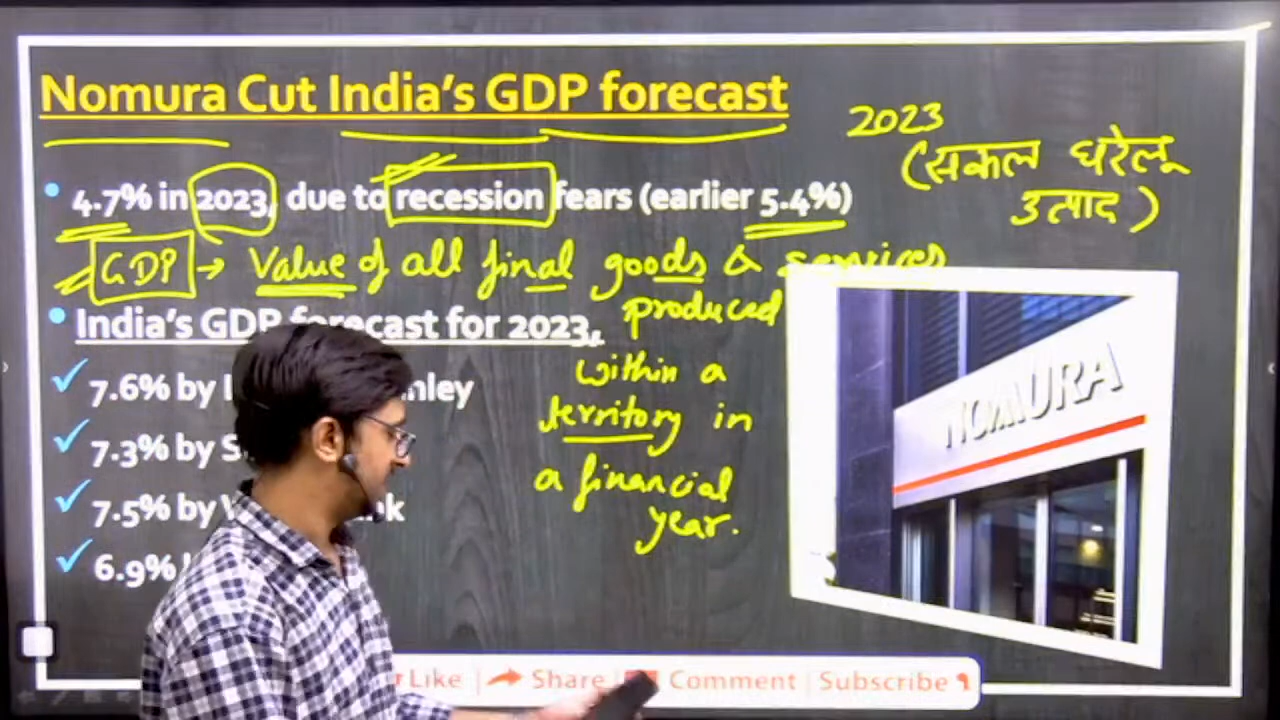 Nomura Cut India's GDP forecast
2023
(सकल घरेलू
उत्पाद)
4.7% in 2023, due to recession fears (earlier 5.4%)
GDP → Value of all final goods & services
produced
within a
territory in
a financial
year.
India's GDP forecast for 2023,
7.6% by
7.3% by
7.5% by
6.9%
NOMURA
Like | Share Comment | Subscribe